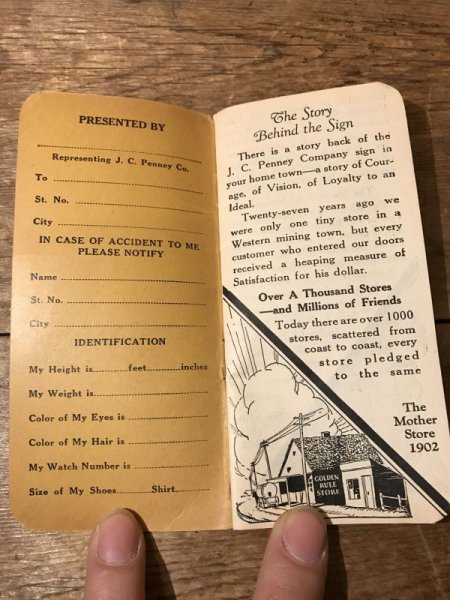 PRESENTED BY
Representing J. C. Penney Co.
To
St. No.
City
IN CASE OF ACCIDENT TO ME
PLEASE NOTIFY
Name
St. No.
City
IDENTIFICATION
My Height is feet inches
My Weight is
Color of My Eyes is
Color of My Hair is
My Watch Number is
Size of My Shoes Shirt
The Story
Behind the Sign
There is a story back of the
J. C. Penney Company sign in
your home town—a story of Cour-
age, of Vision, of Loyalty to an
Ideal.
Twenty-seven years ago we
were only one tiny store in a
Western mining town, but every
customer who entered our doors
received a heaping measure of
Satisfaction for his dollar.
Over A Thousand Stores
—and Millions of Friends
Today there are over 1000
stores, scattered from
coast to coast, every
store pledged
to the same
The
Mother
Store
1902
GOLDEN
RULE
STORE